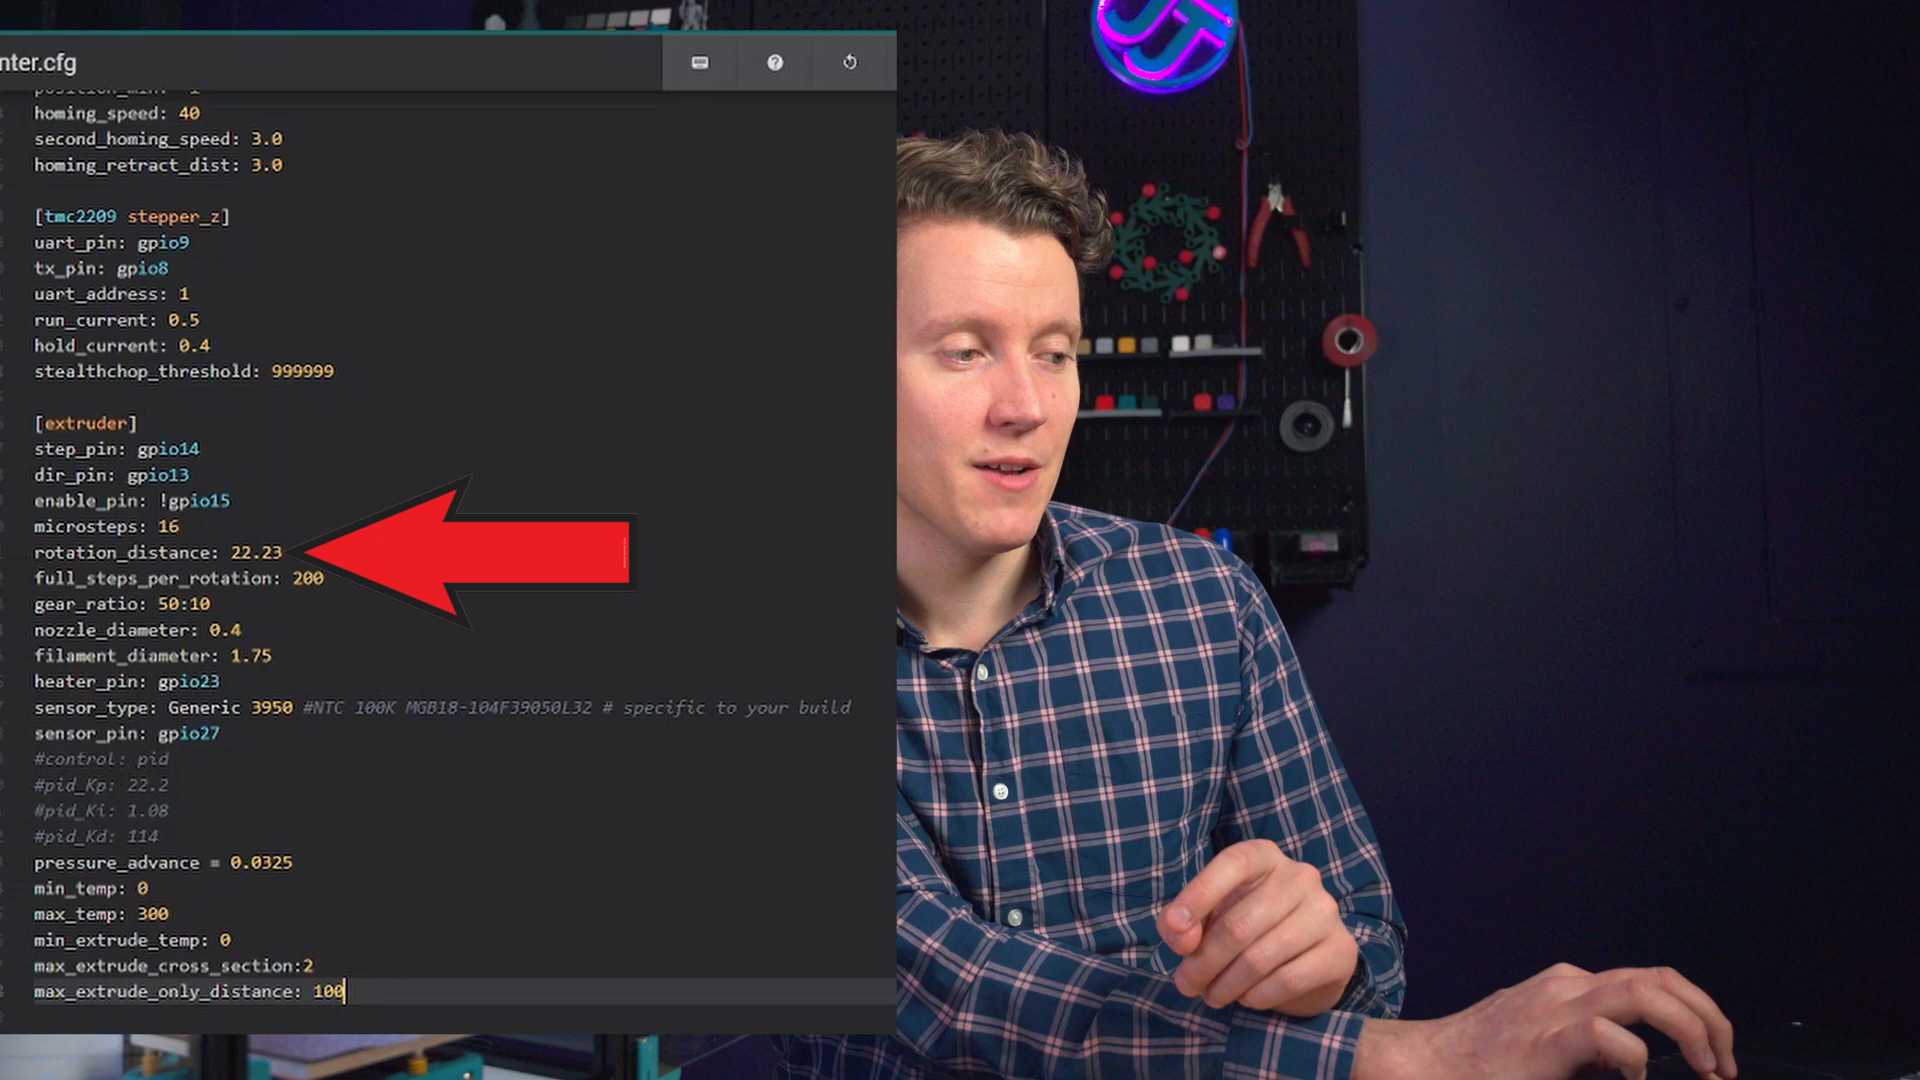 nter.cfg
homing_speed: 40
second_homing_speed: 3.0
homing_retract_dist: 3.0
[tmc2209 stepper_z]
uart_pin: gpio9
tx_pin: gpio8
uart_address: 1
run_current: 0.5
hold_current: 0.4
stealthchop_threshold: 999999
[extruder]
step_pin: gpio14
dir_pin: gpio13
enable_pin: !gpio15
microsteps: 16
rotation_distance: 22.23
full_steps_per_rotation: 200
gear_ratio: 50:10
nozzle_diameter: 0.4
filament_diameter: 1.75
heater_pin: gpio23
sensor_type: Generic 3950 #NTC 100K MGB18-104F39050L32 # specific to your build
sensor_pin: gpio27
#control: pid
#pid_Kp: 22.2
#pid_Ki: 1.08
#pid_Kd: 114
pressure_advance = 0.0325
min_temp: 0
max_temp: 300
min_extrude_temp: 0
max_extrude_cross_section:2
max_extrude_only_distance: 100